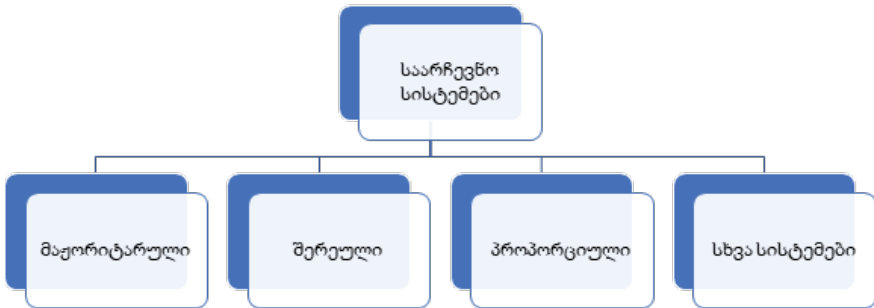 საარჩევნო
სისტემები
მაჟორიტარული
შერეული
პროპორციული
სხვა სისტემები